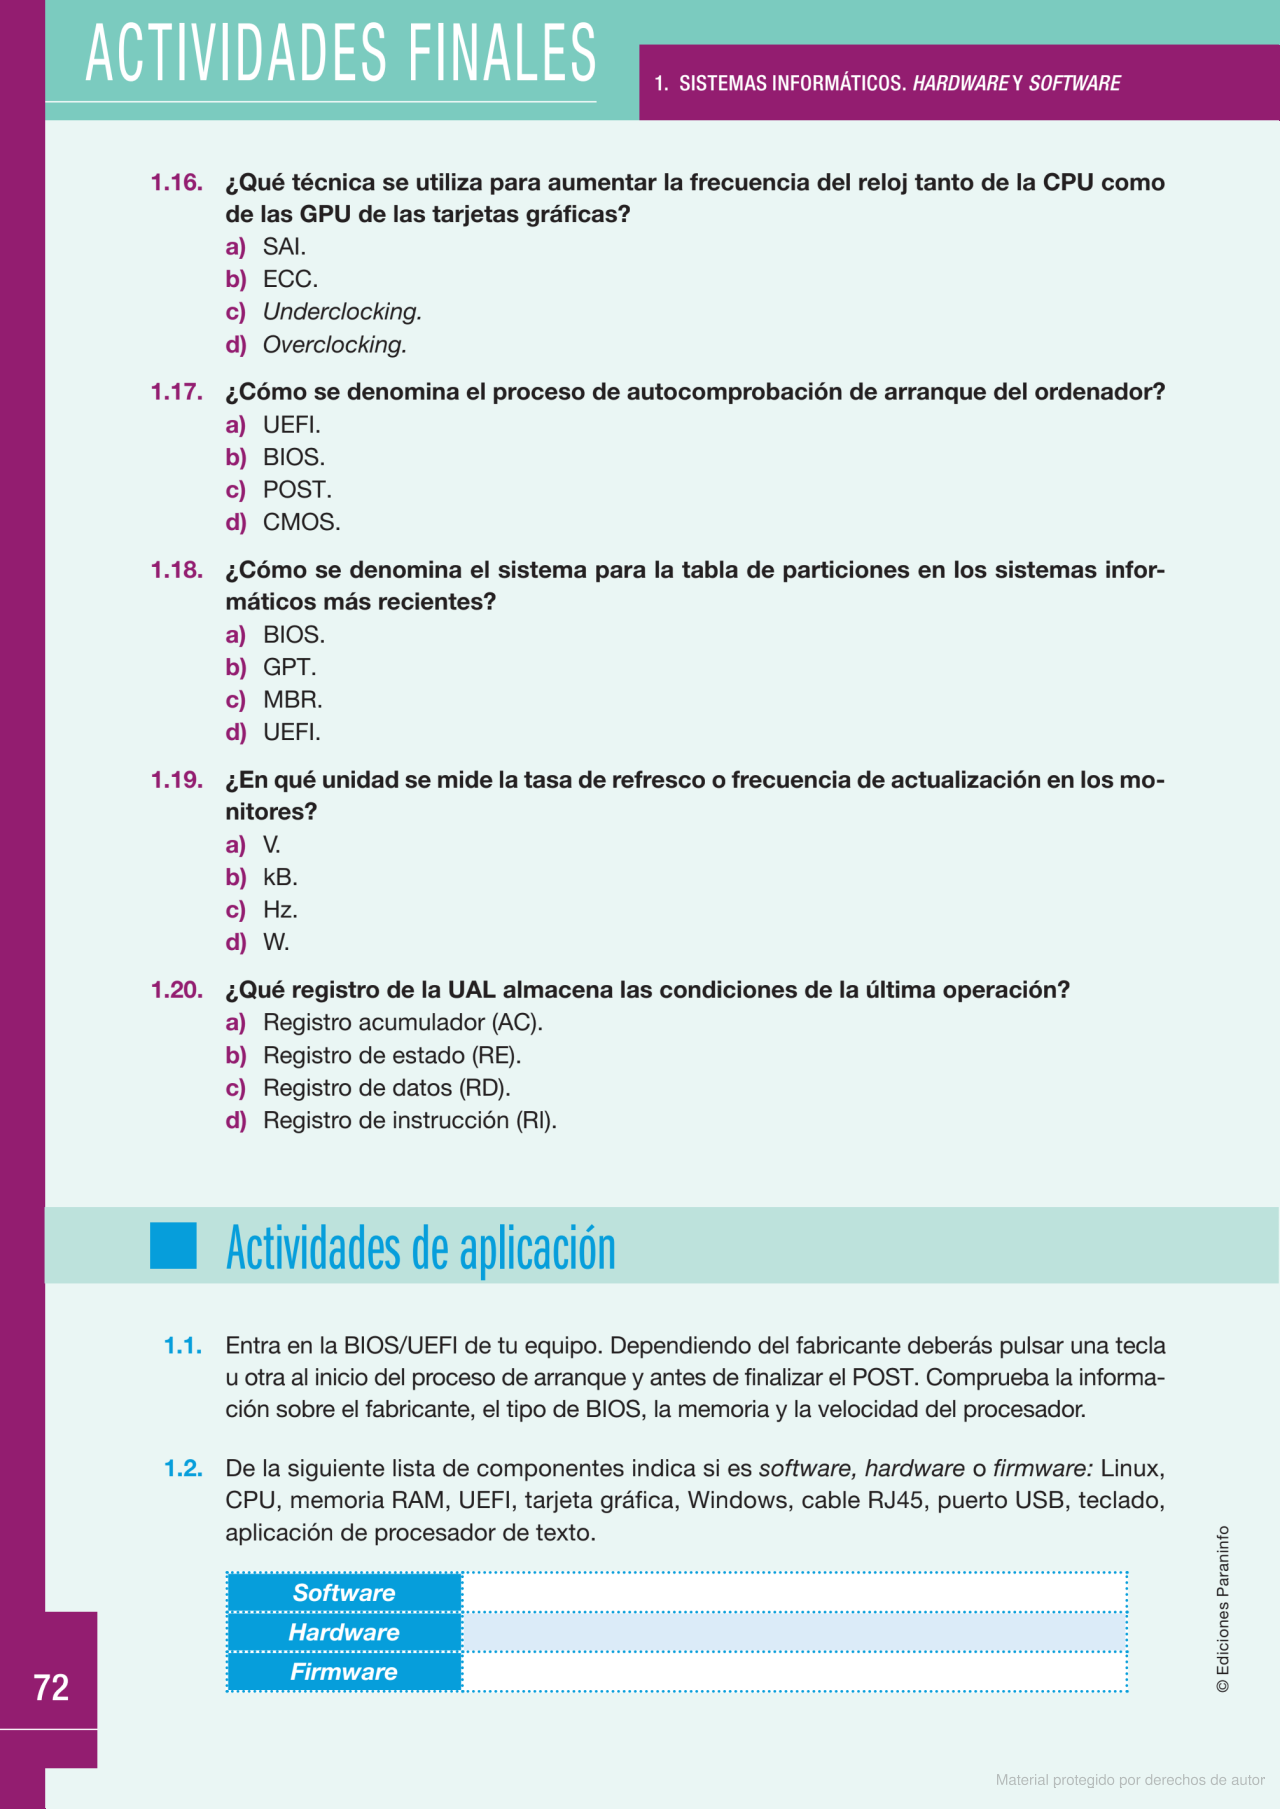 ACTIVIDADES FINALES
1. SISTEMAS INFORMÁTICOS. HARDWARE Y SOFTWARE
1.16. ¿Qué técnica se utiliza para aumentar la frecuencia del reloj tanto de la CPU como
de las GPU de las tarjetas gráficas?
a) SAI.
b) ECC.
c) Underclocking.
d) Overclocking.
1.17. ¿Cómo se denomina el proceso de autocomprobación de arranque del ordenador?
a) UEFI.
b) BIOS.
c) POST.
d) CMOS.
1.18. ¿Cómo se denomina el sistema para la tabla de particiones en los sistemas infor-
máticos más recientes?
a) BIOS.
b) GPT.
c) MBR.
d) UEFI.
1.19. ¿En qué unidad se mide la tasa de refresco o frecuencia de actualización en los mo-
nitores?
a) V.
b) kB.
c) Hz.
d) W.
1.20. ¿Qué registro de la UAL almacena las condiciones de la última operación?
a) Registro acumulador (AC).
b) Registro de estado (RE).
c) Registro de datos (RD).
d) Registro de instrucción (RI).
Actividades de aplicación
1.1. Entra en la BIOS/UEFI de tu equipo. Dependiendo del fabricante deberás pulsar una tecla
u otra al inicio del proceso de arranque y antes de finalizar el POST. Comprueba la informa-
ción sobre el fabricante, el tipo de BIOS, la memoria y la velocidad del procesador.
1.2. De la siguiente lista de componentes indica si es software, hardware o firmware: Linux,
CPU, memoria RAM, UEFI, tarjeta gráfica, Windows, cable RJ45, puerto USB, teclado,
aplicación de procesador de texto.
Software
Hardware
Firmware
72
© Ediciones Paraninfo
Material protegido por derechos de autor